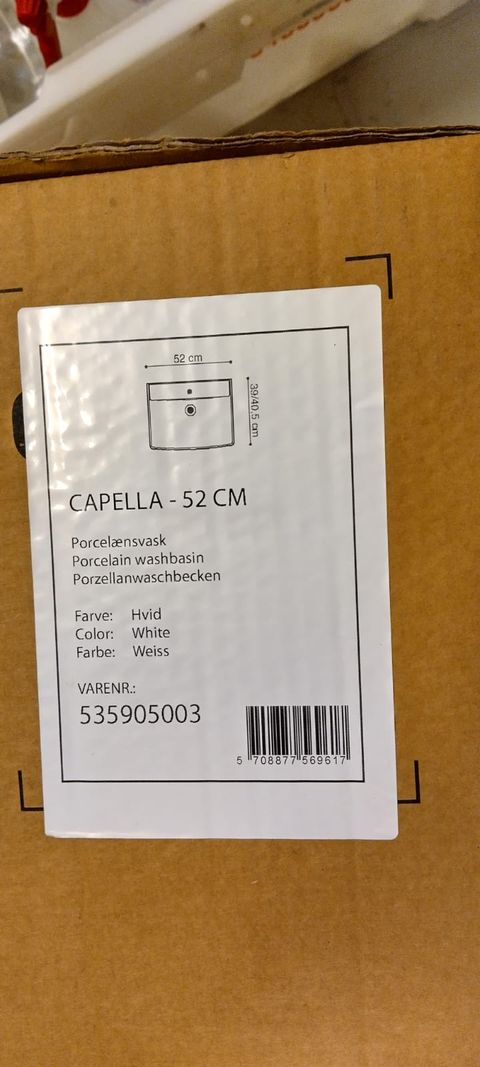 52 cm
39/40,5 cm
CAPELLA - 52 CM
Porcelænsvask
Porcelain washbasin
Porzellanwaschbecken
Farve: Hvid
Color: White
Farbe: Weiss
VARENR.:
535905003
5 708877 569617